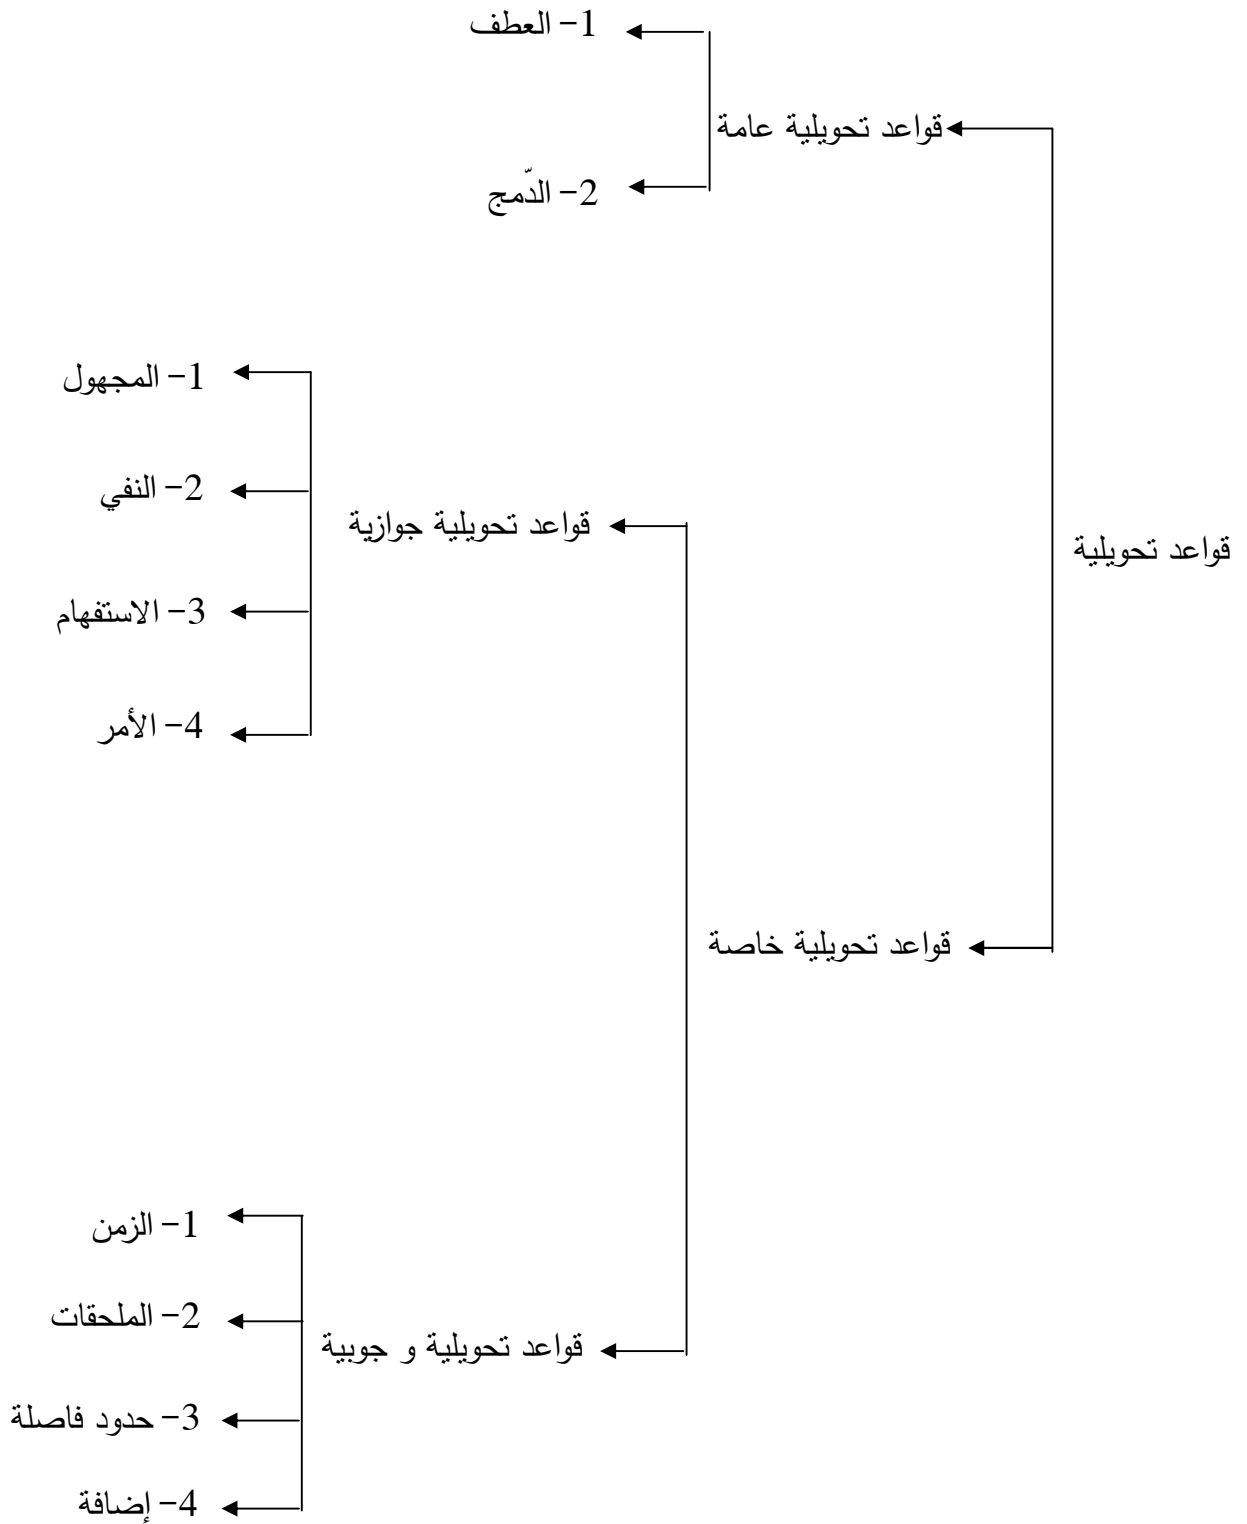 قواعد تحويلية
قواعد تحويلية عامة
1- العطف
2- الدّمج
قواعد تحويلية خاصة
قواعد تحويلية جوازية
1- المجهول
2- النفي
3- الاستفهام
4- الأمر
قواعد تحويلية و جوبية
1- الزمن
2- الملحقات
3- حدود فاصلة
4- إضافة